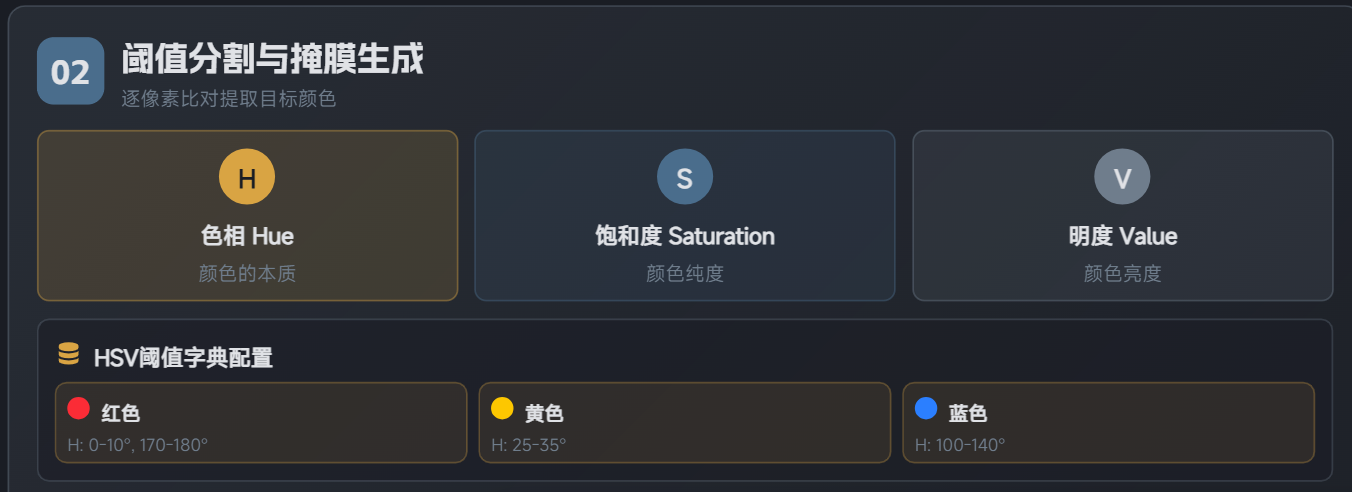 02
阈值分割与掩膜生成
逐像素比对提取目标颜色
H
色相 Hue
颜色的本质
S
饱和度 Saturation
颜色纯度
V
明度 Value
颜色亮度
HSV阈值字典配置
红色
H: 0-10°, 170-180°
黄色
H: 25-35°
蓝色
H: 100-140°